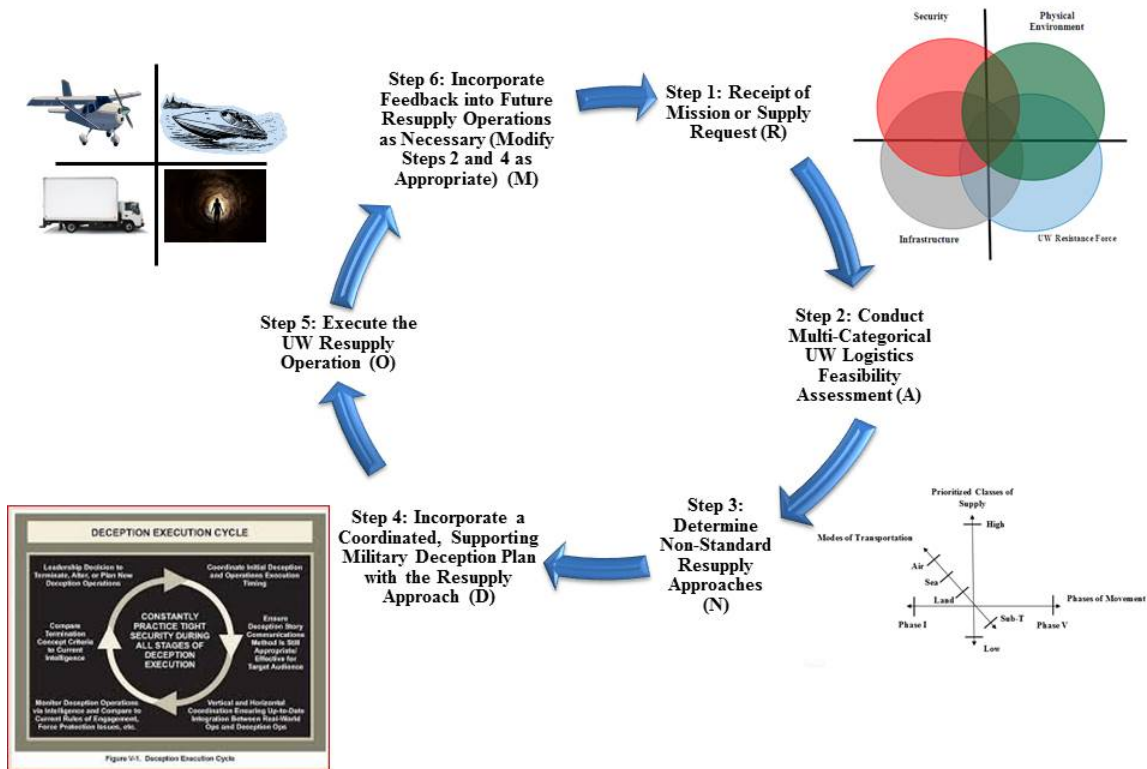 Step 6: Incorporate
Feedback into Future
Resupply Operations
as Necessary (Modify
Steps 2 and 4 as
Appropriate) (M)
Step 1: Receipt of
Mission or Supply
Request (R)
Security
Physical
Environment
Infrastructure
UW Resistance Force
Step 2: Conduct
Multi-Categorical
UW Logistics
Feasibility
Assessment (A)
Step 5: Execute the
UW Resupply
Operation (O)
Step 3:
Determine
Non-Standard
Resupply
Approaches
(N)
Step 4: Incorporate a
Coordinated, Supporting
Military Deception Plan
with the Resupply
Approach (D)
Prioritized Classes of
Supply
High
Modes of Transportation
Air
Sea
Land
Phases of Movement
Phase I
Sub-T
Phase V
Low
DECEPTION EXECUTION CYCLE
Leadership Decision to
Terminate, Alter, or Plan New
Deception Operations
Coordinate Initial Deception
and Operations Execution
Timing
CONSTANTLY
PRACTICE TIGHT
SECURITY DURING
ALL STAGES OF
DECEPTION
EXECUTION
Compare
Termination
Concept Criteria
to Current
Intelligence
Ensure
Deception Story
Communications
Method is Still
Appropriate/
Effective for
Target Audience
Monitor Deception Operations
via Intelligence and Compare to
Current Rules of Engagement,
Force Protection Issues, etc.
Vertical and Horizontal
Coordination Ensuring Up-to-Date
Integration Between Real-World
Ops and Deception Ops
Figure V-1. Deception Execution Cycle